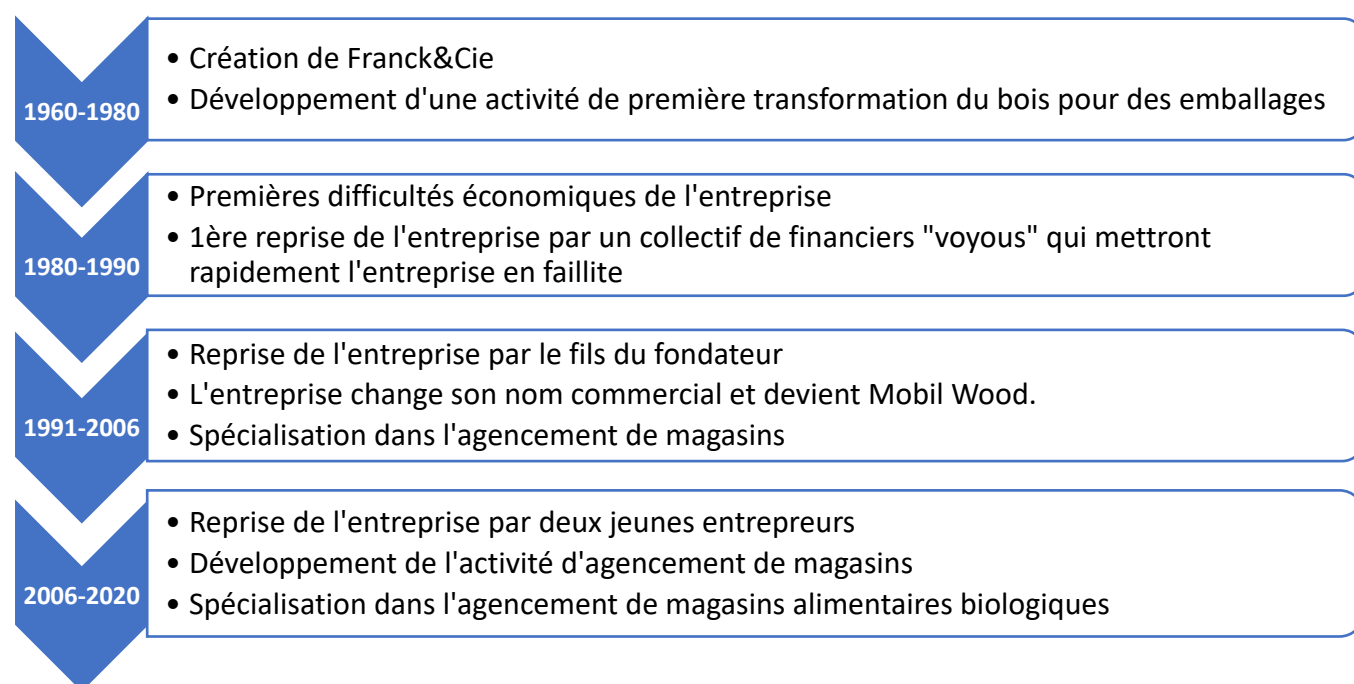 1960-1980
• Création de Franck&Cie
• Développement d'une activité de première transformation du bois pour des emballages
1980-1990
• Premières difficultés économiques de l'entreprise
• 1ère reprise de l'entreprise par un collectif de financiers "voyous" qui mettront
rapidement l'entreprise en faillite
1991-2006
• Reprise de l'entreprise par le fils du fondateur
• L'entreprise change son nom commercial et devient Mobil Wood.
• Spécialisation dans l'agencement de magasins
2006-2020
• Reprise de l'entreprise par deux jeunes entrepreurs
• Développement de l'activité d'agencement de magasins
• Spécialisation dans l'agencement de magasins alimentaires biologiques